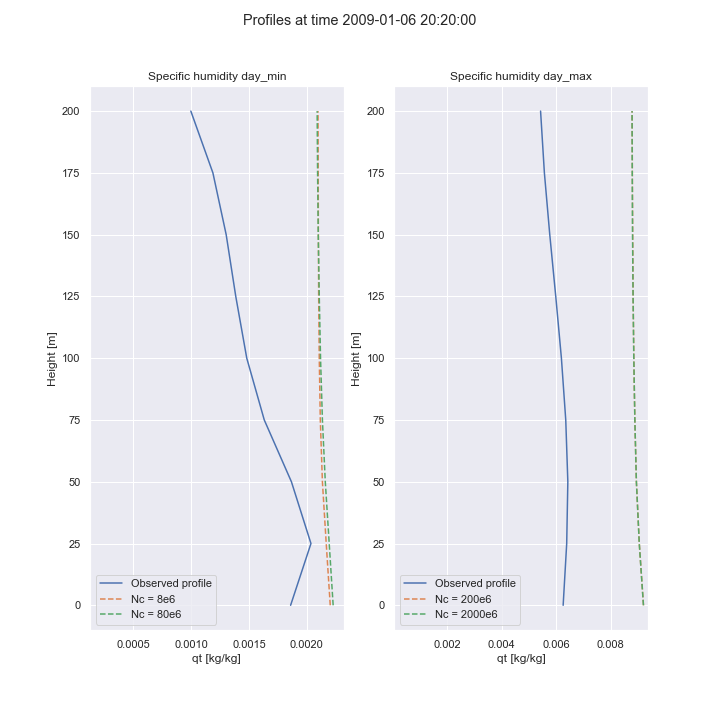 Profiles at time 2009-01-06 20:20:00
Specific humidity day_min
200
175
150
125
100
75
50
25
0
Height [m]
Observed profile
Nc = 8e6
Nc = 80e6
0.0005 0.0010 0.0015 0.0020
qt [kg/kg]
Specific humidity day_max
200
175
150
125
100
75
50
25
0
Height [m]
Observed profile
Nc = 200e6
Nc = 2000e6
0.002 0.004 0.006 0.008
qt [kg/kg]